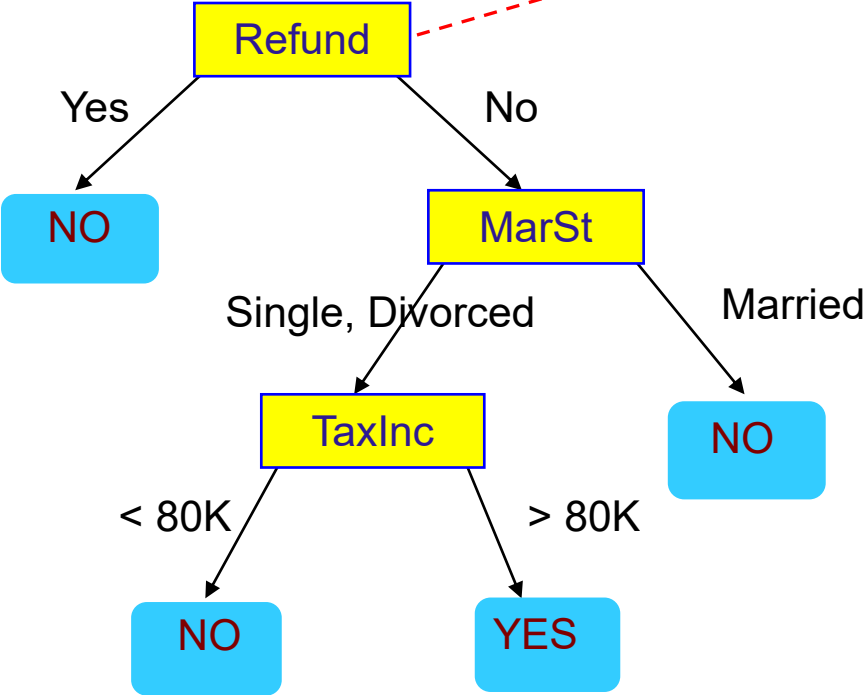 Refund
Yes
No
NO
MarSt
Single, Divorced
Married
TaxInc
NO
< 80K
> 80K
NO
YES